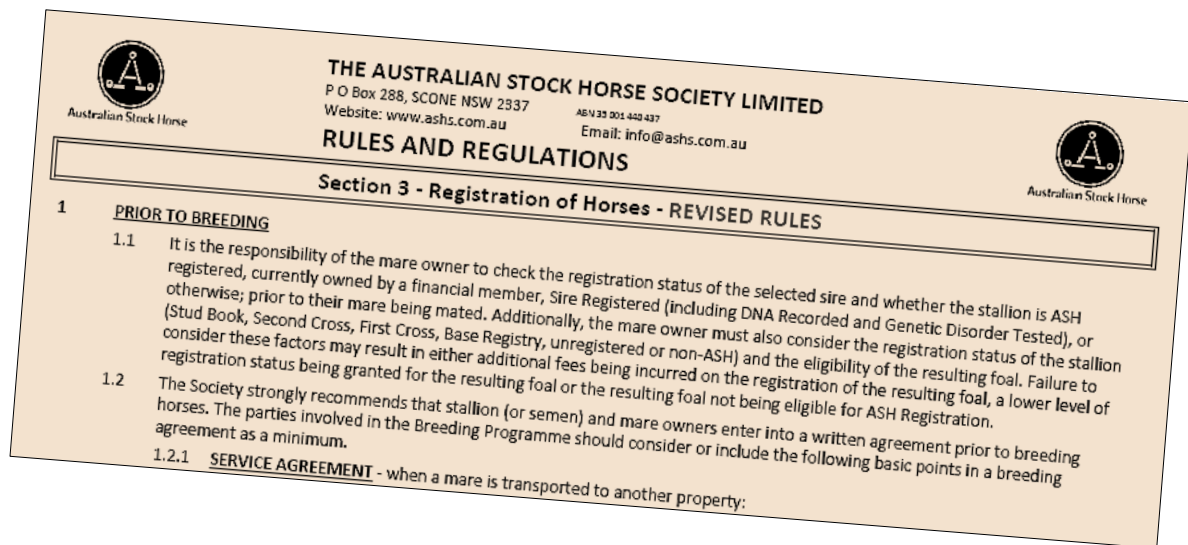 THE AUSTRALIAN STOCK HORSE SOCIETY LIMITED
P O Box 288, SCONE NSW 2337
ABN 35 001 440 437
Website: www.ashs.com.au
Email: info@ashs.com.au
Australian Stock Horse
RULES AND REGULATIONS
Australian Stock Horse
Section 3 - Registration of Horses - REVISED RULES
1 PRIOR TO BREEDING
1.1 It is the responsibility of the mare owner to check the registration status of the selected sire and whether the stallion is ASH
registered, currently owned by a financial member, Sire Registered (including DNA Recorded and Genetic Disorder Tested), or
otherwise; prior to their mare being mated. Additionally, the mare owner must also consider the registration status of the stallion
(Stud Book, Second Cross, First Cross, Base Registry, unregistered or non-ASH) and the eligibility of the resulting foal. Failure to
consider these factors may result in either additional fees being incurred on the registration of the resulting foal, a lower level of
registration status being granted for the resulting foal or the resulting foal not being eligible for ASH Registration.
1.2 The Society strongly recommends that stallion (or semen) and mare owners enter into a written agreement prior to breeding
horses. The parties involved in the Breeding Programme should consider or include the following basic points in a breeding
agreement as a minimum.
1.2.1 SERVICE AGREEMENT - when a mare is transported to another property: